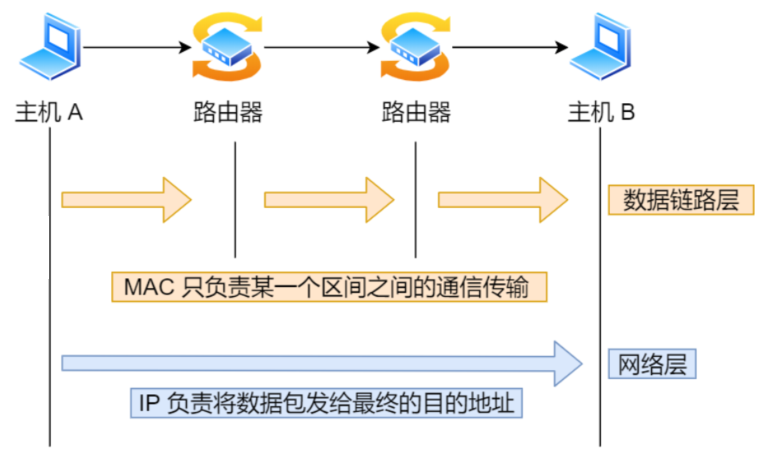 主机 A
路由器
路由器
主机 B
数据链路层
MAC 只负责某一个区间之间的通信传输
网络层
IP 负责将数据包发给最终的目的地址